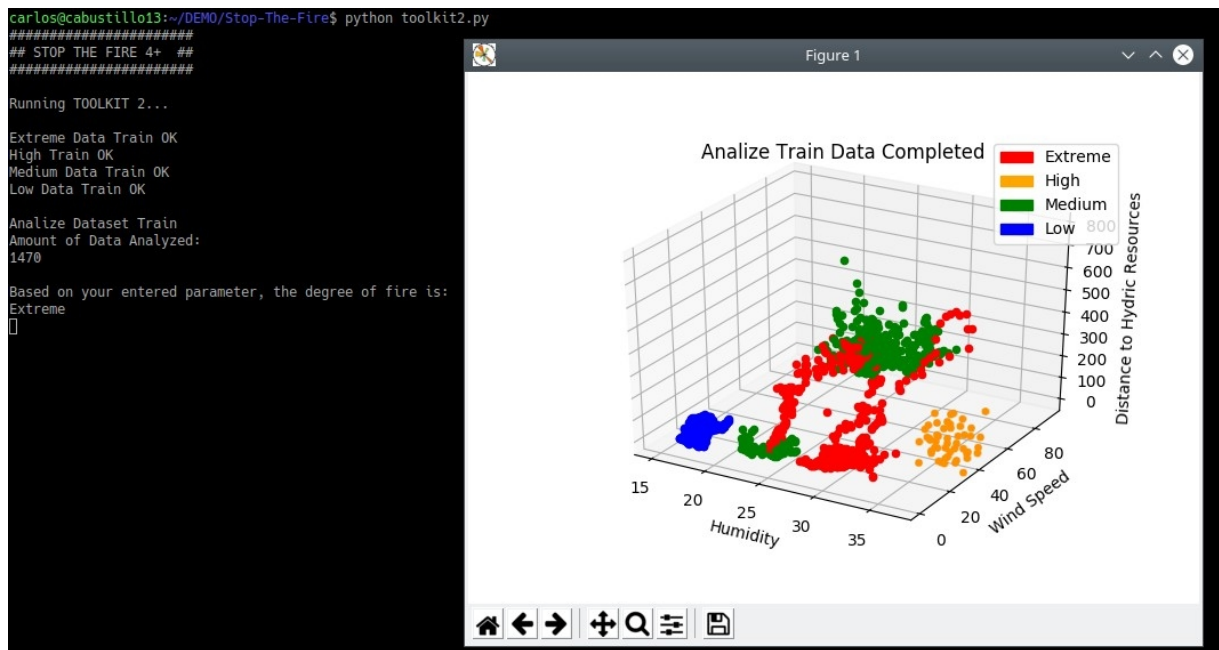 carlos@cabustillo13:~/DEMO/Stop-The-Fire$ python toolkit2.py
#######################
## STOP THE FIRE 4+  ##
#######################
Running TOOLKIT 2...
Extreme Data Train OK
High Train OK
Medium Data Train OK
Low Data Train OK
Analize Dataset Train
Amount of Data Analyzed:
1470
Based on your entered parameter, the degree of fire is:
Extreme
Figure 1
Analize Train Data Completed
Extreme
High
Medium
Low
800
700
600
500
400
300
200
100
0
Distance to Hydric Resources
15
20
25
30
35
Humidity
0
20
40
60
80
Wind Speed